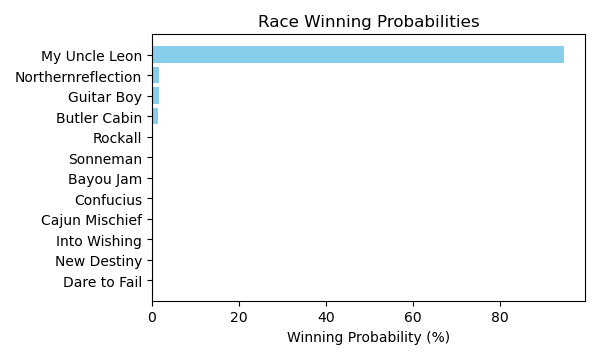 Race Winning Probabilities
My Uncle Leon
Northernreflection
Guitar Boy
Butler Cabin
Rockall
Sonneman
Bayou Jam
Confucius
Cajun Mischief
Into Wishing
New Destiny
Dare to Fail
0 20 40 60 80
Winning Probability (%)